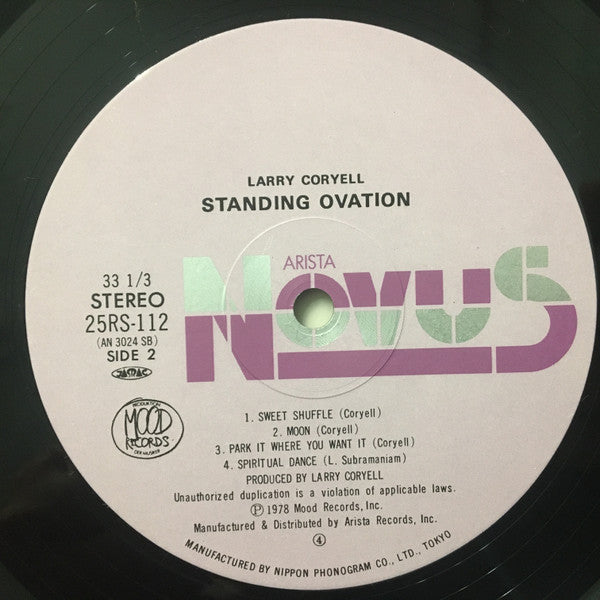 LARRY CORYELL
STANDING OVATION
ARISTA
NOVUS
33 1/3
STEREO
25RS-112
(AN 3024 SB)
SIDE 2
JASRAC
PRODUKTION
MOOD
RECORDS
DER MUSIKER
1. SWEET SHUFFLE (Coryell)
2. MOON (Coryell)
3. PARK IT WHERE YOU WANT IT (Coryell)
4. SPIRITUAL DANCE (L. Subramaniam)
PRODUCED BY LARRY CORYELL
Unauthorized duplication is a violation of applicable laws.
Ⓟ 1978 Mood Records, Inc.
Manufactured & Distributed by Arista Records, Inc.
④
MANUFACTURED BY NIPPON PHONOGRAM CO., LTD., TOKYO